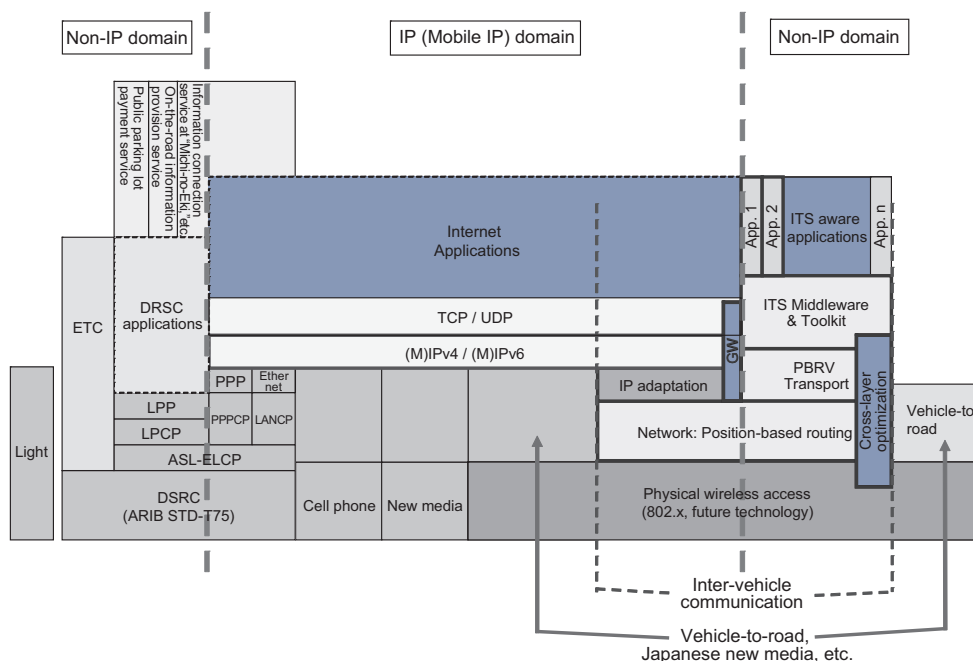 Non-IP domain
IP (Mobile IP) domain
Non-IP domain
Public parking lot
payment service
On-the-road information
provision service
Information connection
service at "Michi-no-Eki," etc
Internet
Applications
App. 1
App. 2
ITS aware
applications
App. n
ETC
DRSC
applications
TCP / UDP
(M)IPv4 / (M)IPv6
GW
ITS Middleware
& Toolkit
PBRV
Transport
Cross-layer
optimization
PPP
Ether
net
IP adaptation
LPP
LPCP
PPPCP
LANCP
Network: Position-based routing
Vehicle-to
road
Light
ASL-ELCP
DSRC
(ARIB STD-T75)
Cell phone
New media
Physical wireless access
(802.x, future technology)
Inter-vehicle
communication
Vehicle-to-road,
Japanese new media, etc.